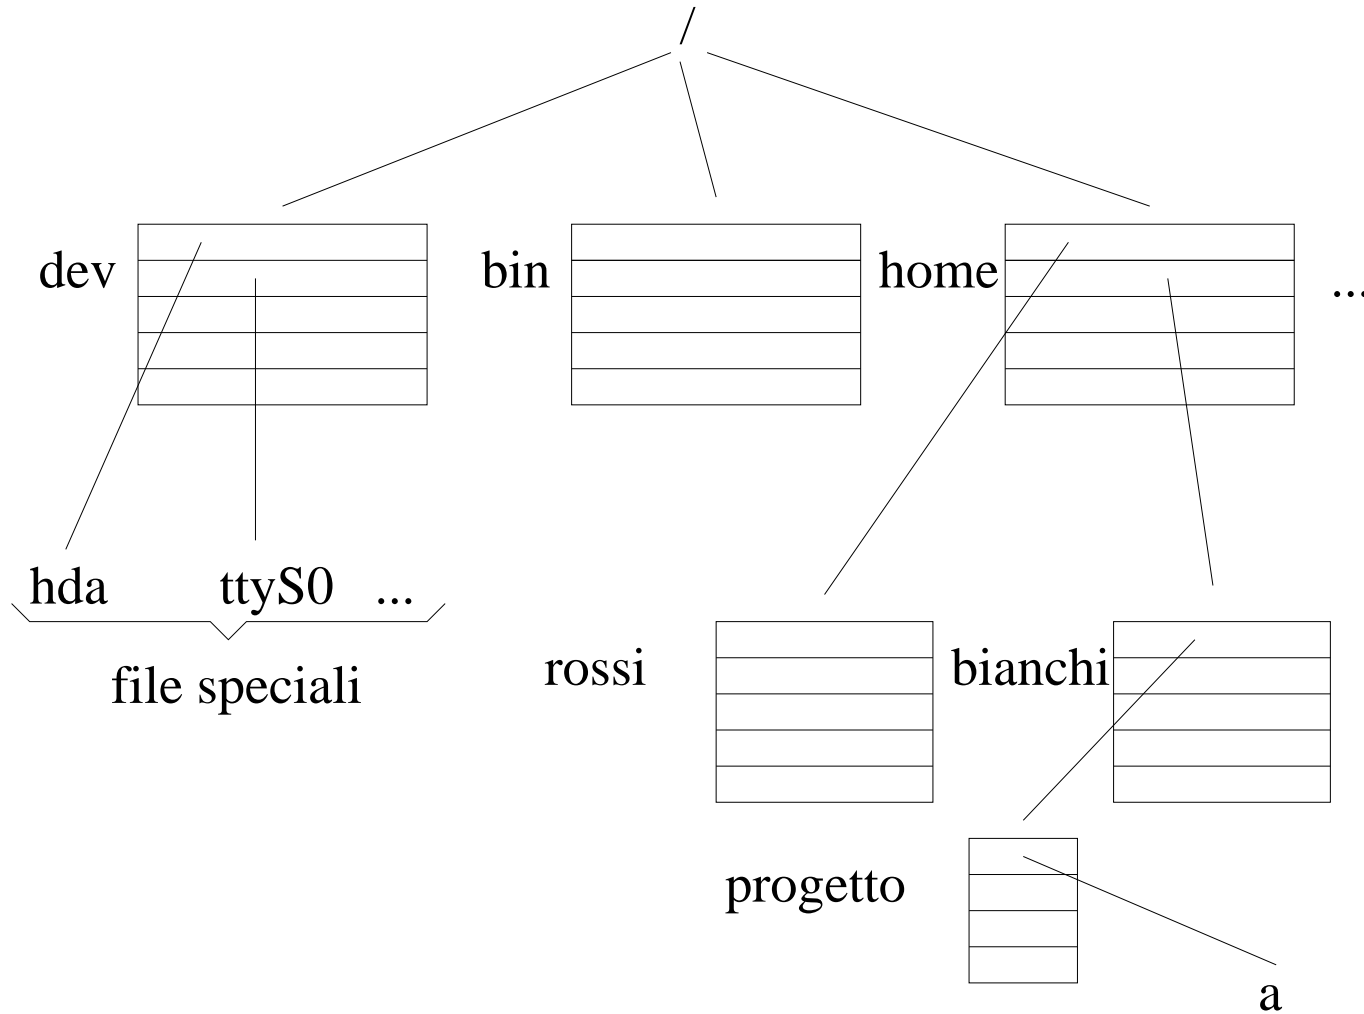 /
dev bin home ...
hda ttyS0 ...
file speciali
rossi bianchi
progetto
a